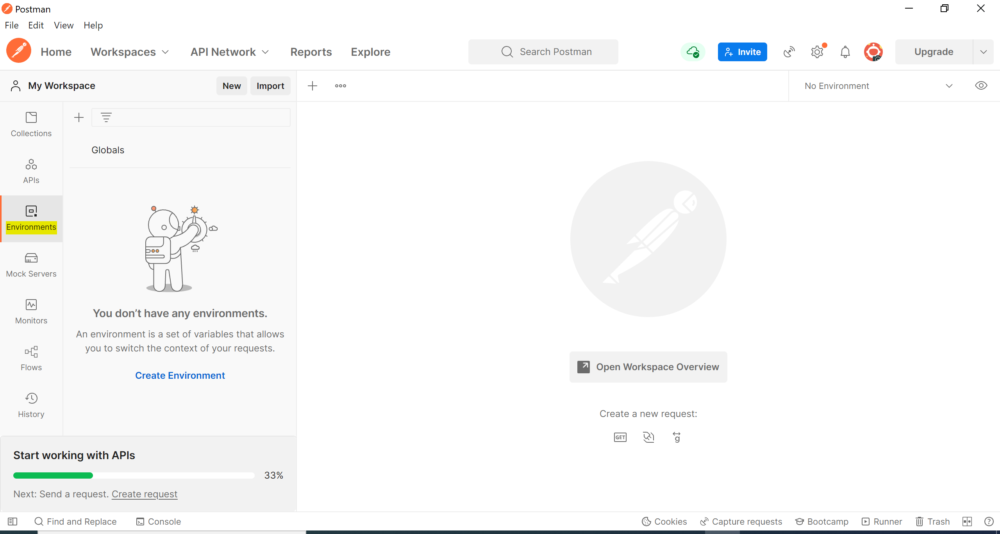 Postman
File Edit View Help
Home Workspaces API Network Reports Explore Search Postman Invite Upgrade
My Workspace New Import No Environment
Collections
Globals
APIs
Environments
Mock Servers
Monitors
Flows
History
You don’t have any environments.
An environment is a set of variables that allows
you to switch the context of your requests.
Create Environment
Open Workspace Overview
Create a new request:
GET g
Start working with APIs
33%
Next: Send a request. Create request
Find and Replace Console Cookies Capture requests Bootcamp Runner Trash